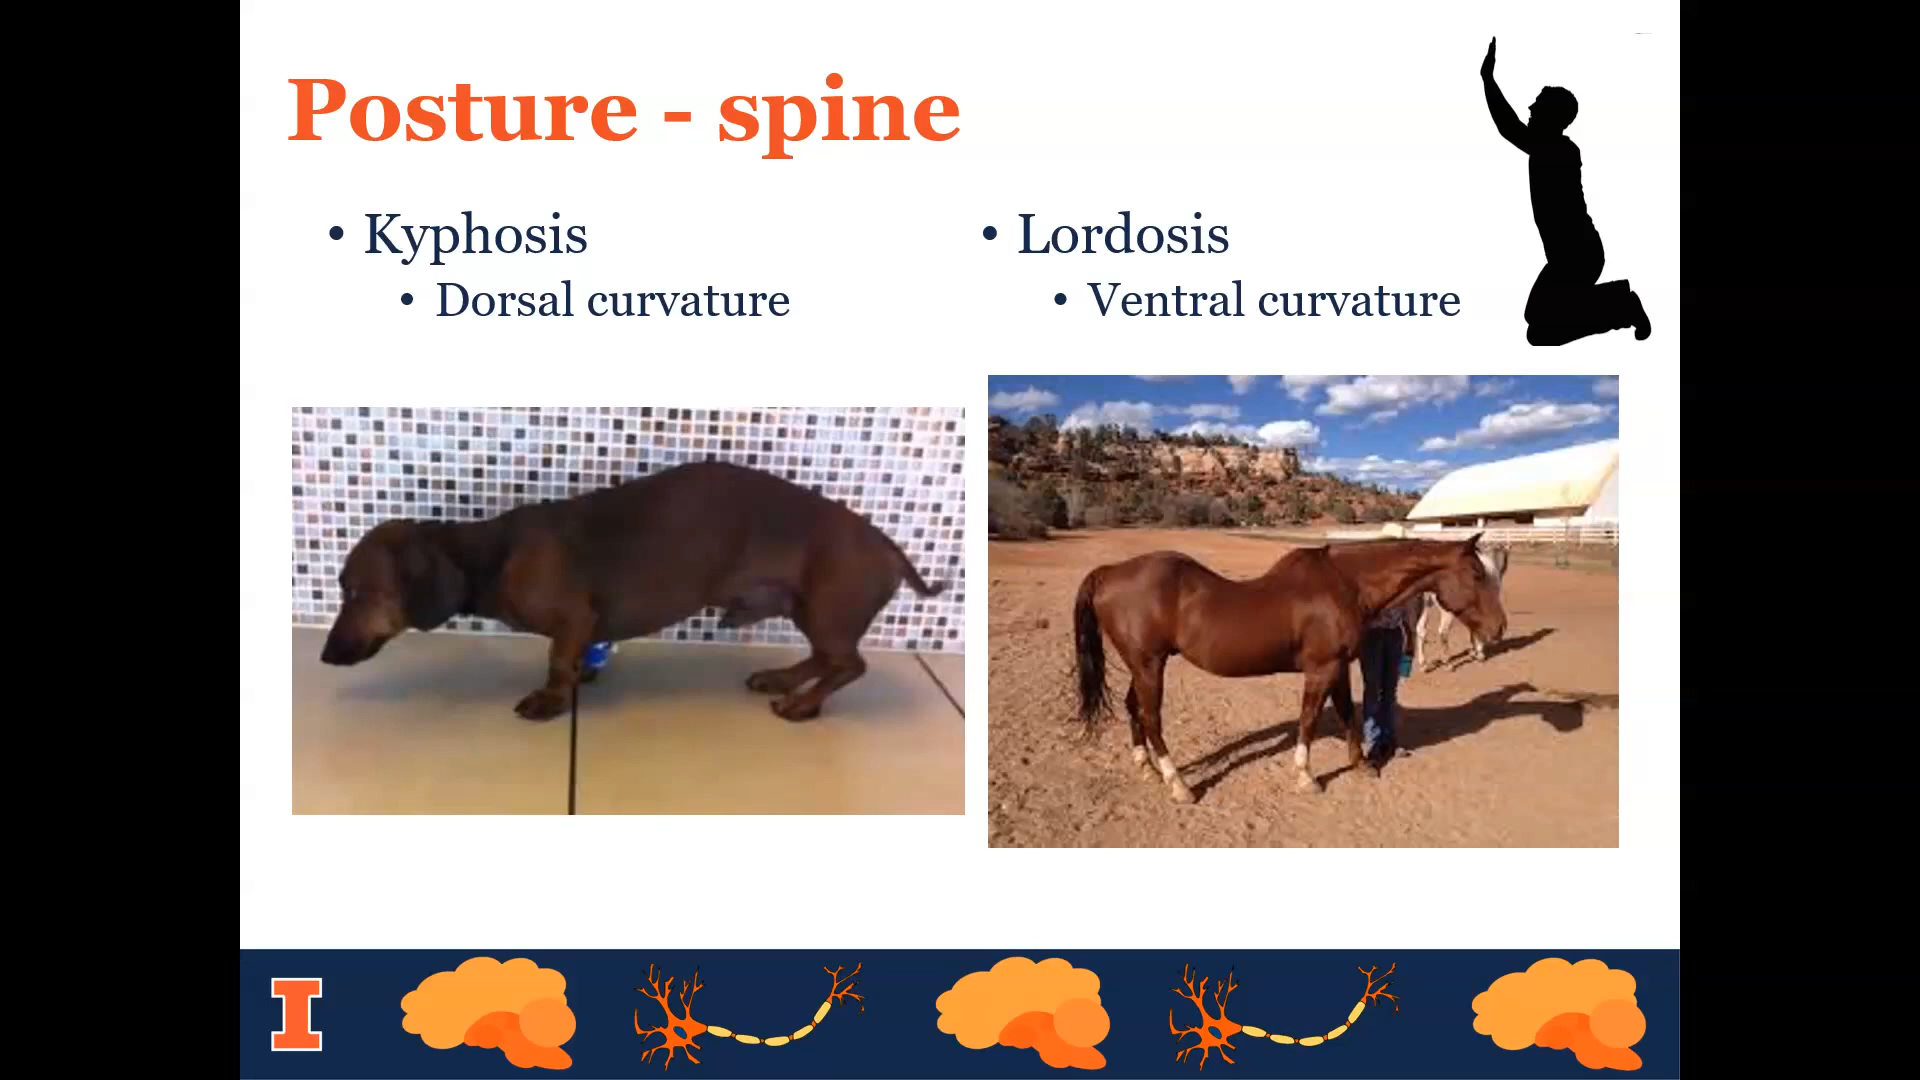 Posture - spine
• Kyphosis
• Dorsal curvature
• Lordosis
• Ventral curvature
I